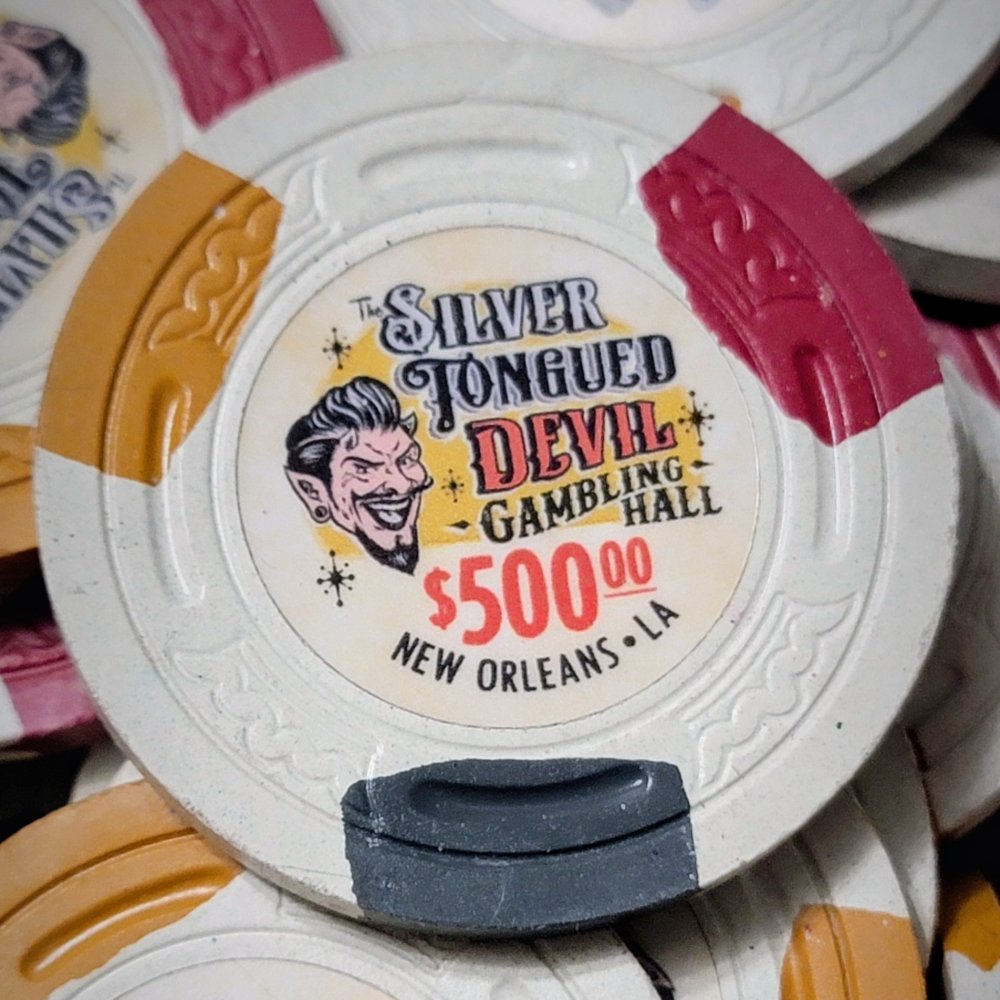 The SILVER
TONGUED
DEVIL
GAMBLING
HALL
$500.00
NEW ORLEANS • LA